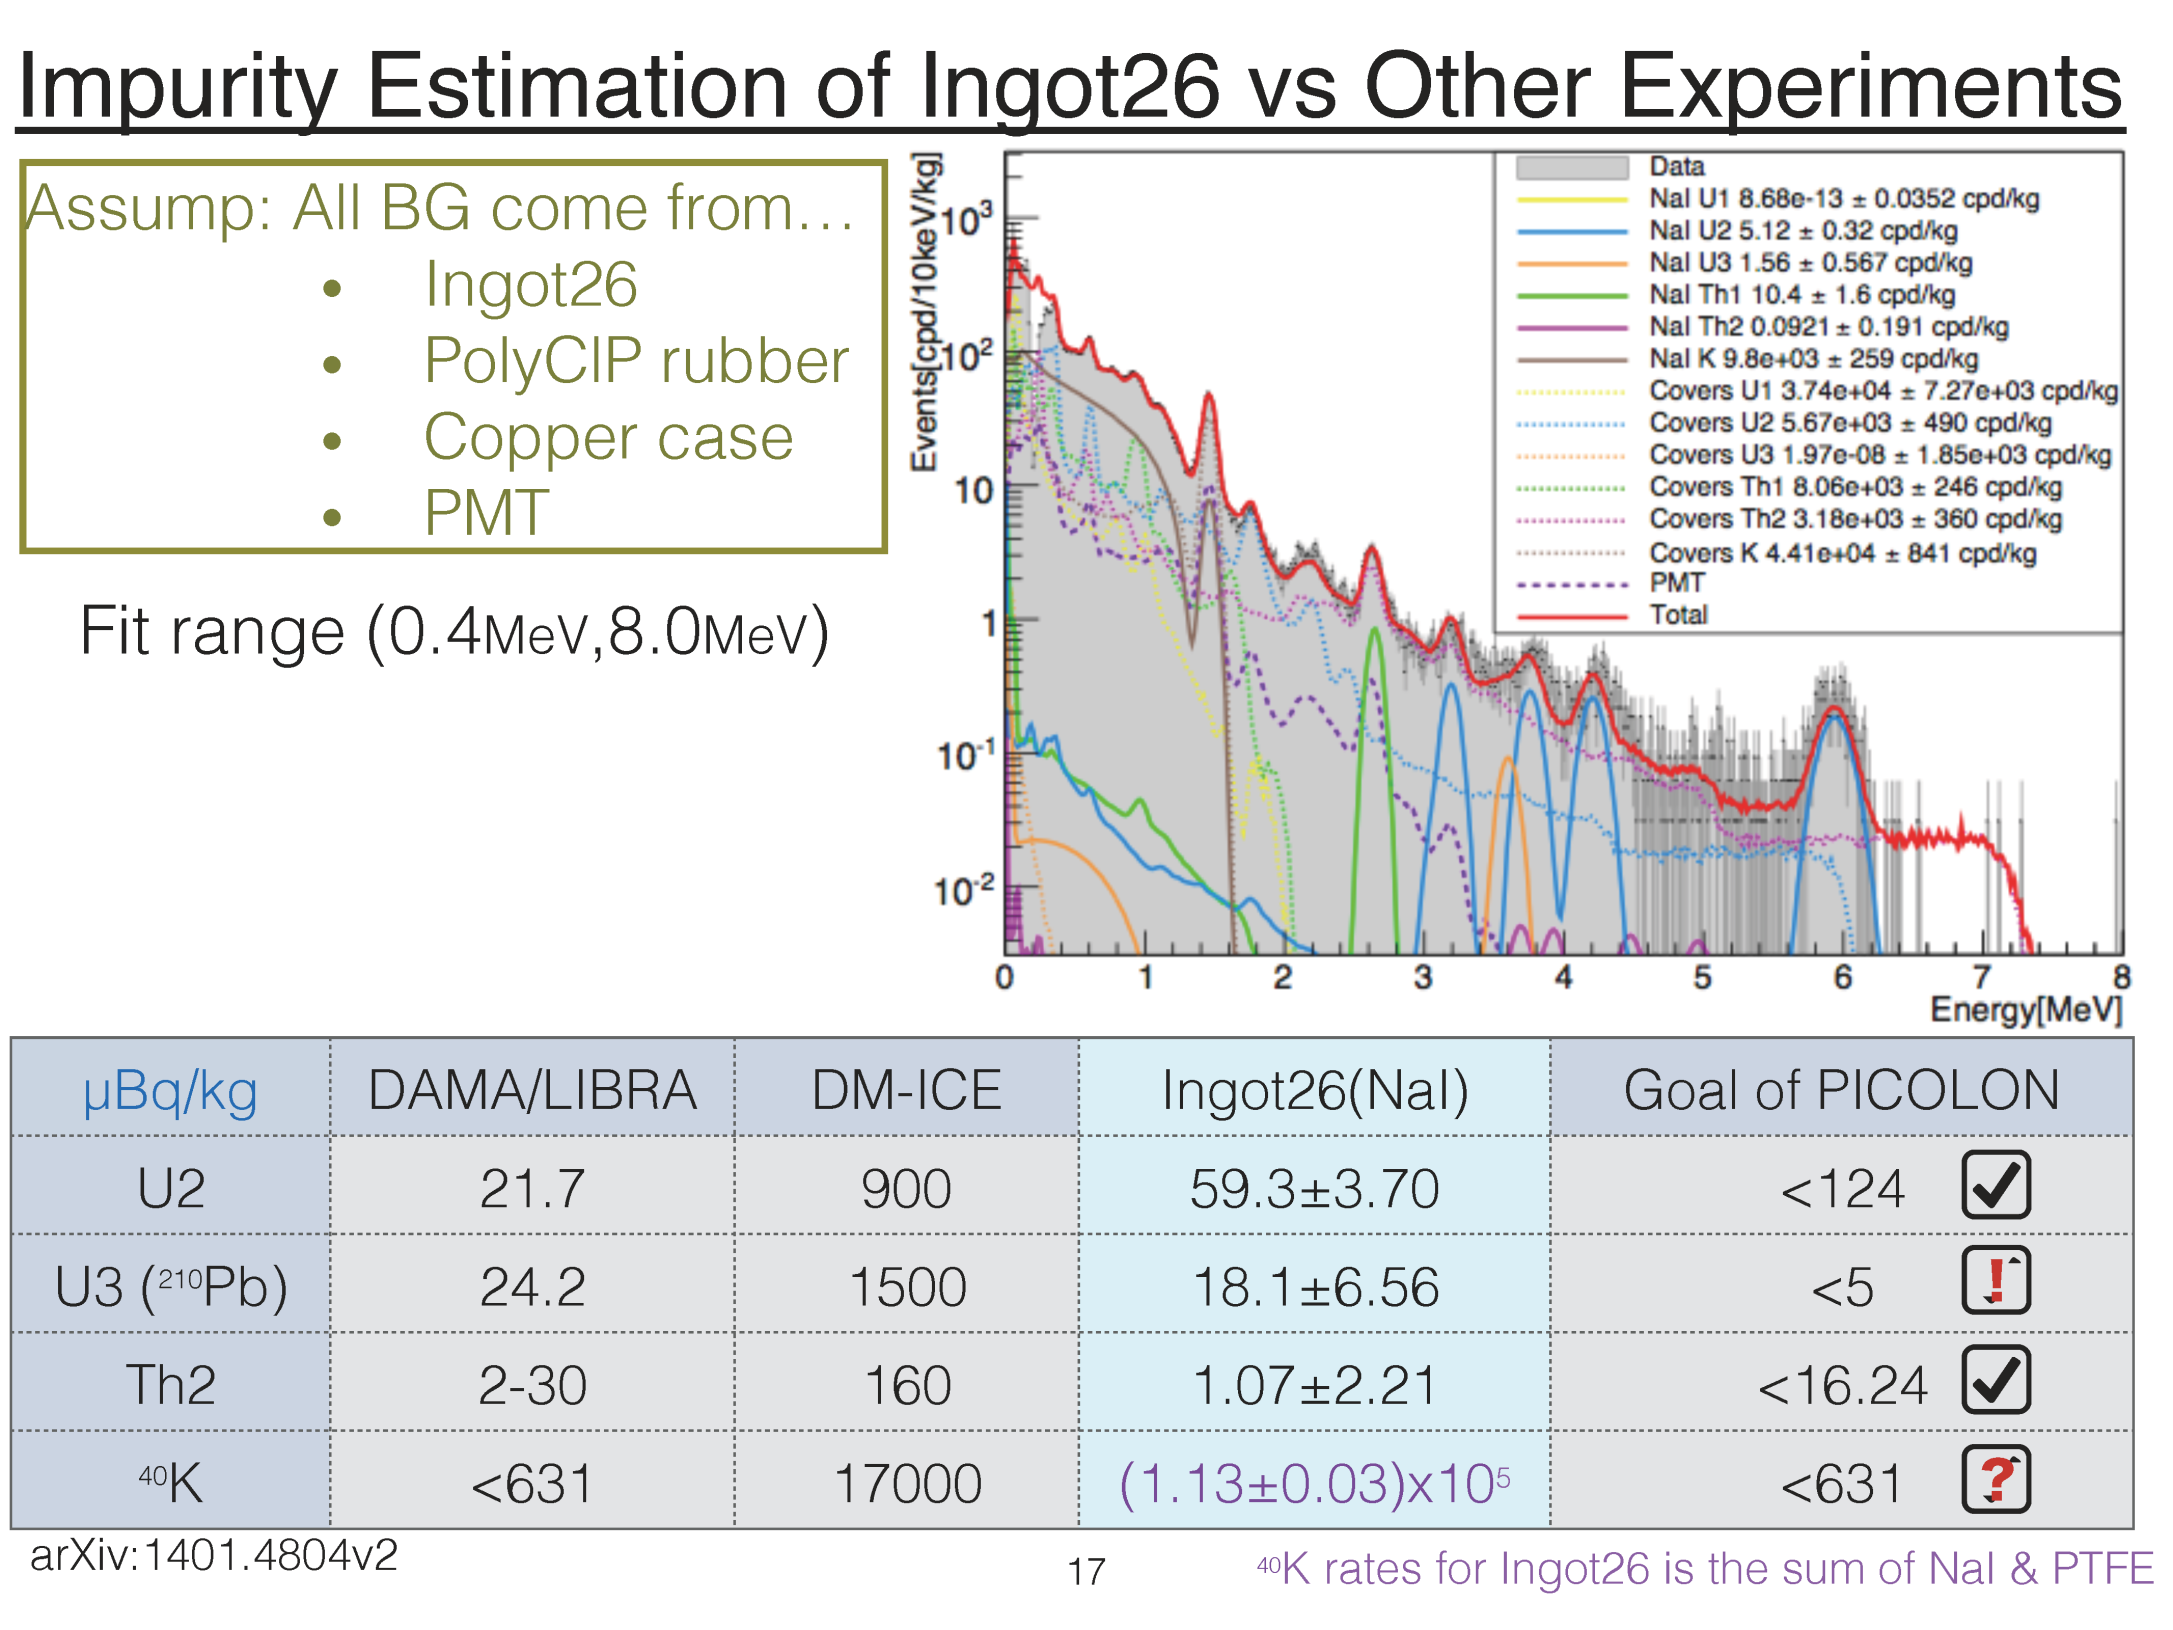 Impurity Estimation of Ingot26 vs Other Experiments
Assump: All BG come from…
• Ingot26
• PolyClP rubber
• Copper case
• PMT
Fit range (0.4MeV,8.0MeV)
Events[cpd/10keV/kg]
10³
10²
10
1
10⁻¹
10⁻²
0 1 2 3 4 5 6 7 8
Energy[MeV]
Data
NaI U1 8.68e-13 ± 0.0352 cpd/kg
NaI U2 5.12 ± 0.32 cpd/kg
NaI U3 1.56 ± 0.567 cpd/kg
NaI Th1 10.4 ± 1.6 cpd/kg
NaI Th2 0.0921 ± 0.191 cpd/kg
NaI K 9.8e+03 ± 259 cpd/kg
Covers U1 3.74e+04 ± 7.27e+03 cpd/kg
Covers U2 5.67e+03 ± 490 cpd/kg
Covers U3 1.97e-08 ± 1.85e+03 cpd/kg
Covers Th1 8.06e+03 ± 246 cpd/kg
Covers Th2 3.18e+03 ± 360 cpd/kg
Covers K 4.41e+04 ± 841 cpd/kg
PMT
Total
µBq/kg DAMA/LIBRA DM-ICE Ingot26(NaI) Goal of PICOLON
U2 21.7 900 59.3±3.70 <124
U3 (²¹⁰Pb) 24.2 1500 18.1±6.56 <5 !
Th2 2-30 160 1.07±2.21 <16.24
⁴⁰K <631 17000 (1.13±0.03)x10⁵ <631 ?
arXiv:1401.4804v2
17
⁴⁰K rates for Ingot26 is the sum of NaI & PTFE